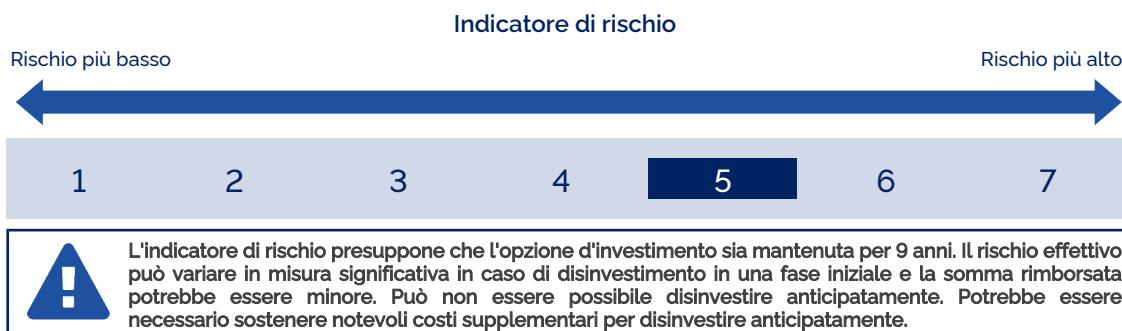 Indicatore di rischio
Rischio più basso
Rischio più alto
1 2 3 4 5 6 7
L'indicatore di rischio presuppone che l'opzione d'investimento sia mantenuta per 9 anni. Il rischio effettivo
può variare in misura significativa in caso di disinvestimento in una fase iniziale e la somma rimborsata
potrebbe essere minore. Può non essere possibile disinvestire anticipatamente. Potrebbe essere
necessario sostenere notevoli costi supplementari per disinvestire anticipatamente.